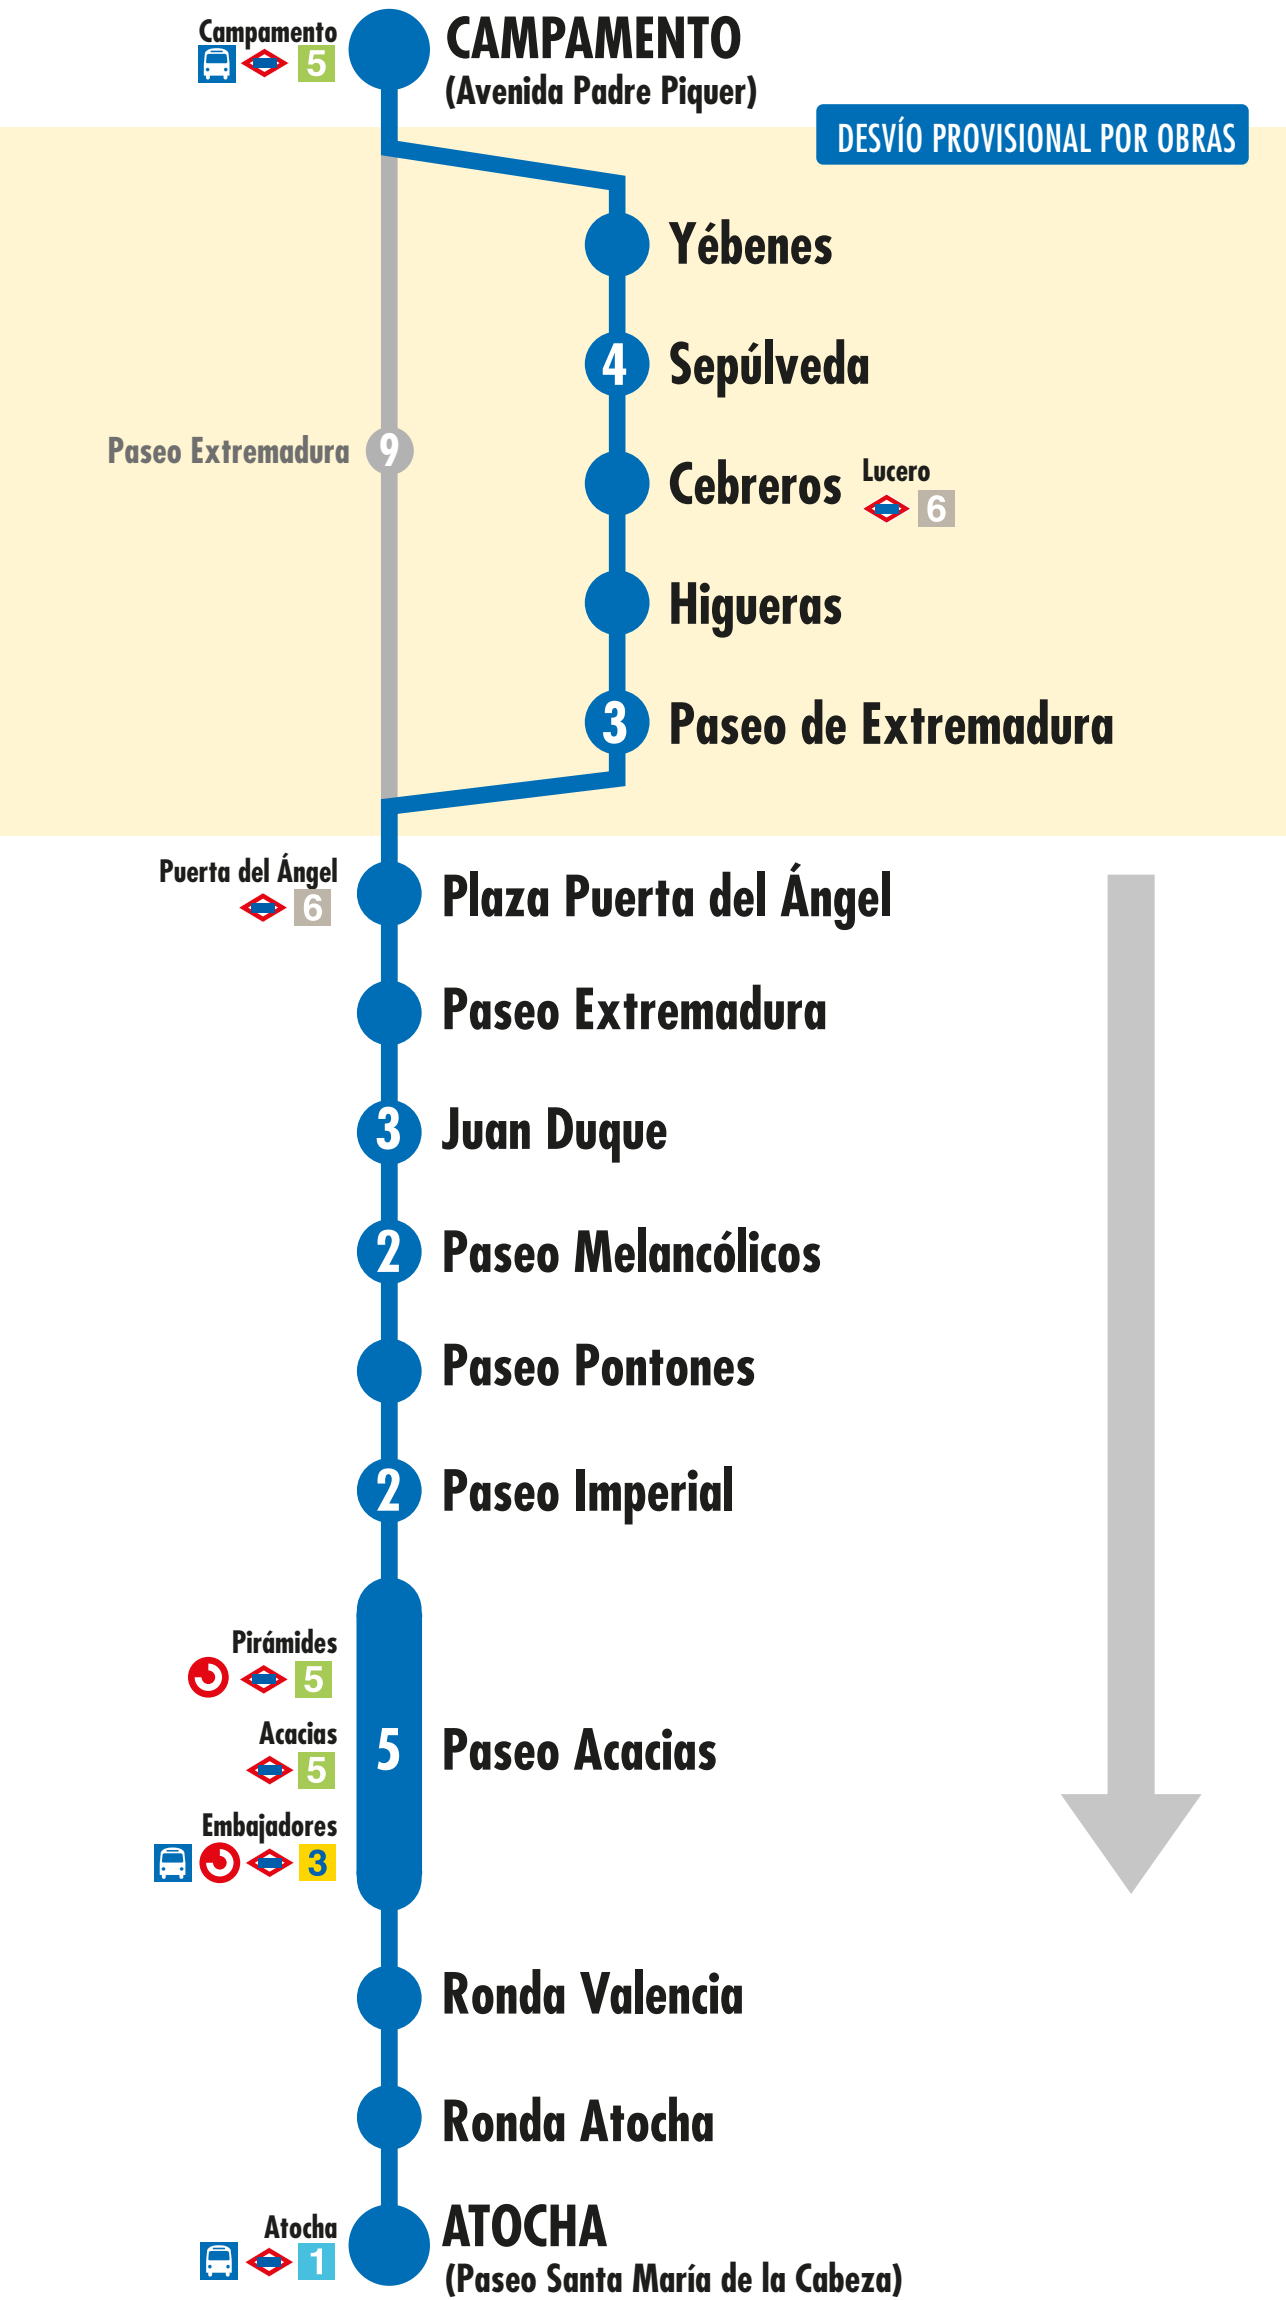 Campamento
5
CAMPAMENTO
(Avenida Padre Piquer)
DESVÍO PROVISIONAL POR OBRAS
Yébenes
4 Sepúlveda
Paseo Extremadura 9
Cebreros
Lucero
6
Higueras
3 Paseo de Extremadura
Puerta del Ángel
6
Plaza Puerta del Ángel
Paseo Extremadura
3 Juan Duque
2 Paseo Melancólicos
Paseo Pontones
2 Paseo Imperial
Pirámides
5
Acacias
5
5 Paseo Acacias
Embajadores
3
Ronda Valencia
Ronda Atocha
Atocha
1
ATOCHA
(Paseo Santa María de la Cabeza)